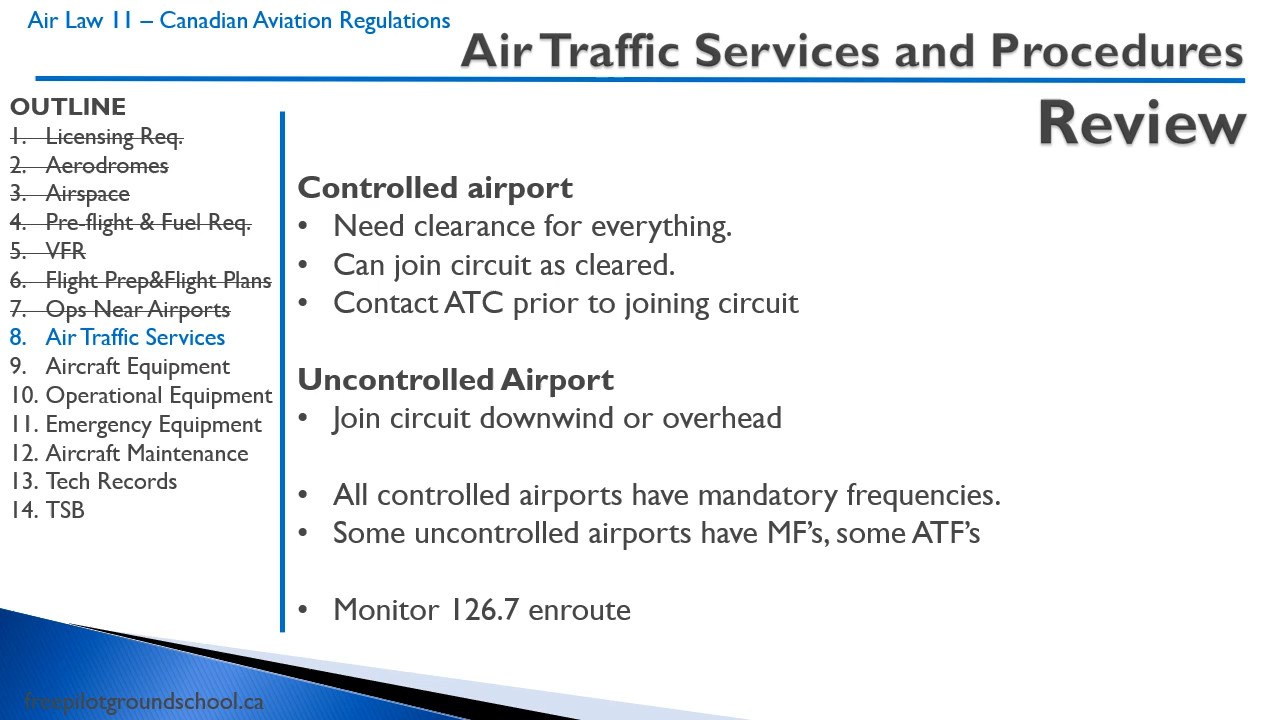 Air Law 11 – Canadian Aviation Regulations
Air Traffic Services and Procedures
Review
OUTLINE
1. Licensing Req.
2. Aerodromes
3. Airspace
4. Pre-flight & Fuel Req.
5. VFR
6. Flight Prep&Flight Plans
7. Ops Near Airports
8. Air Traffic Services
9. Aircraft Equipment
10. Operational Equipment
11. Emergency Equipment
12. Aircraft Maintenance
13. Tech Records
14. TSB
Controlled airport
• Need clearance for everything.
• Can join circuit as cleared.
• Contact ATC prior to joining circuit
Uncontrolled Airport
• Join circuit downwind or overhead
• All controlled airports have mandatory frequencies.
• Some uncontrolled airports have MF’s, some ATF’s
• Monitor 126.7 enroute
freepilotgroundschool.ca